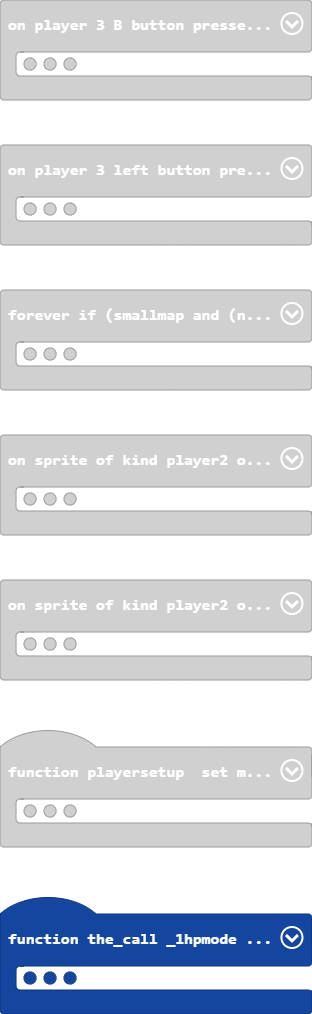 on player 3 B button presse...
on player 3 left button pre...
forever if (smallmap and (n...
on sprite of kind player2 o...
on sprite of kind player2 o...
function playersetup  set m...
function the_call _1hpmode ...